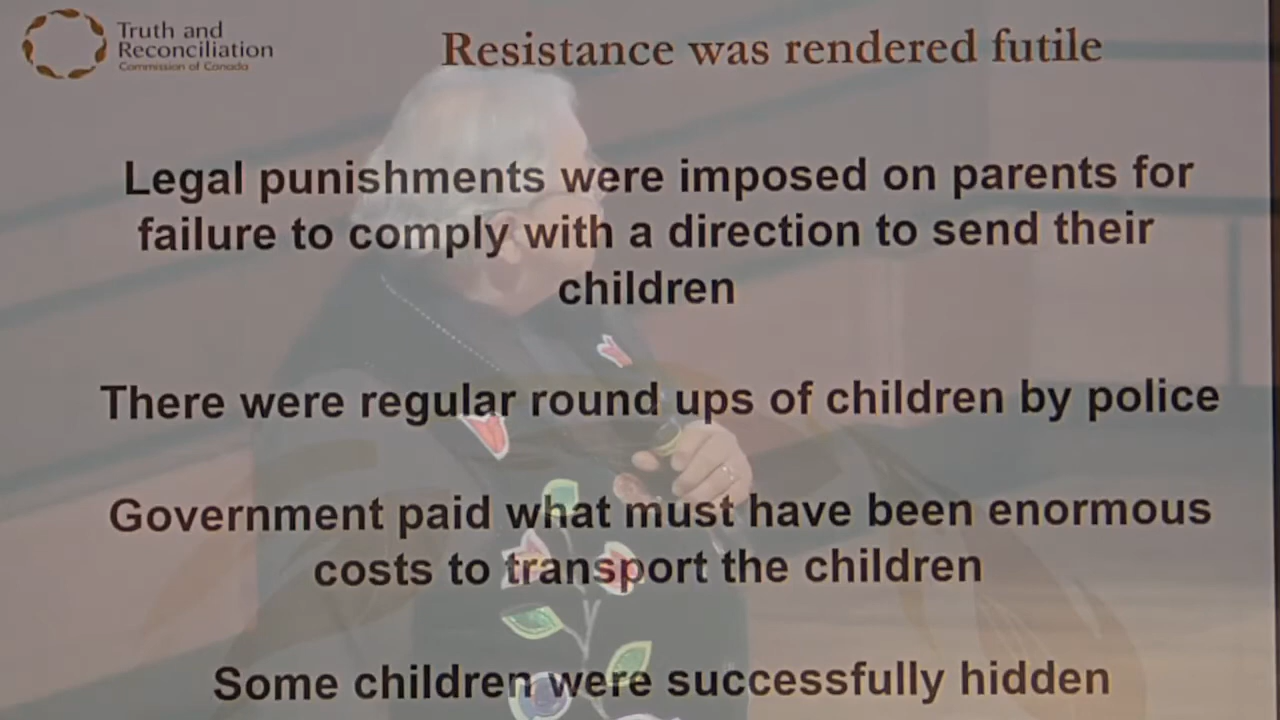 Truth and
Reconciliation
Commission of Canada
Resistance was rendered futile
Legal punishments were imposed on parents for
failure to comply with a direction to send their
children
There were regular round ups of children by police
Government paid what must have been enormous
costs to transport the children
Some children were successfully hidden